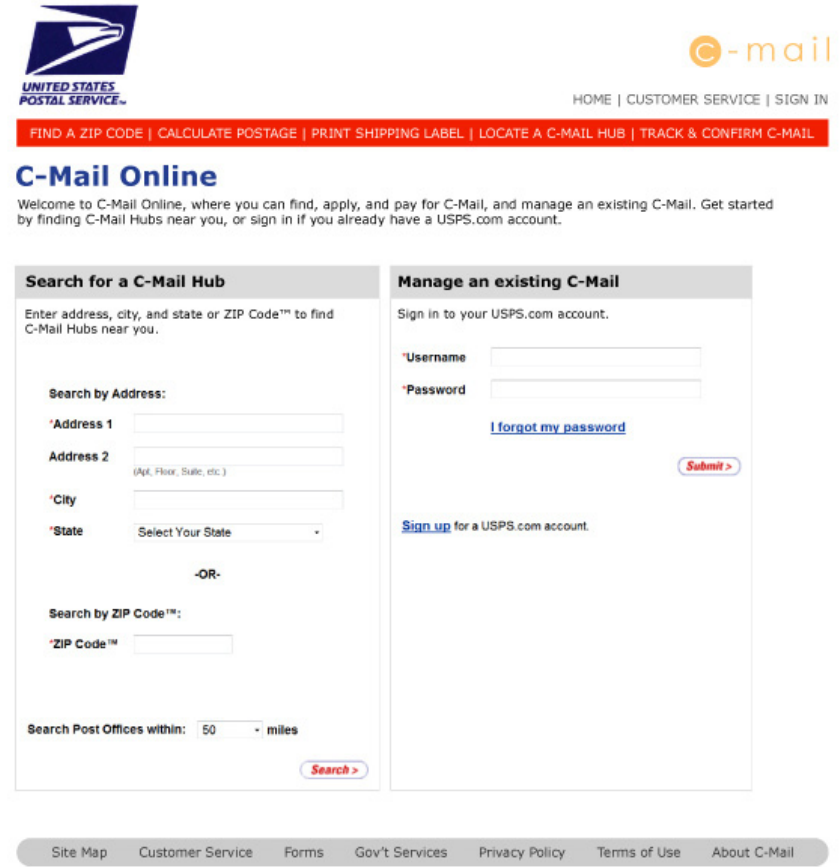 UNITED STATES
POSTAL SERVICE™
c-mail
HOME | CUSTOMER SERVICE | SIGN IN
FIND A ZIP CODE | CALCULATE POSTAGE | PRINT SHIPPING LABEL | LOCATE A C-MAIL HUB | TRACK & CONFIRM C-MAIL
C-Mail Online
Welcome to C-Mail Online, where you can find, apply, and pay for C-Mail, and manage an existing C-Mail. Get started
by finding C-Mail Hubs near you, or sign in if you already have a USPS.com account.
Search for a C-Mail Hub
Enter address, city, and state or ZIP Code™ to find
C-Mail Hubs near you.
Search by Address:
*Address 1
Address 2
(Apt, Floor, Suite, etc.)
*City
*State Select Your State
-OR-
Search by ZIP Code™:
*ZIP Code™
Search Post Offices within: 50 miles
Search >
Manage an existing C-Mail
Sign in to your USPS.com account.
*Username
*Password
I forgot my password
Submit >
Sign up for a USPS.com account.
Site Map Customer Service Forms Gov't Services Privacy Policy Terms of Use About C-Mail